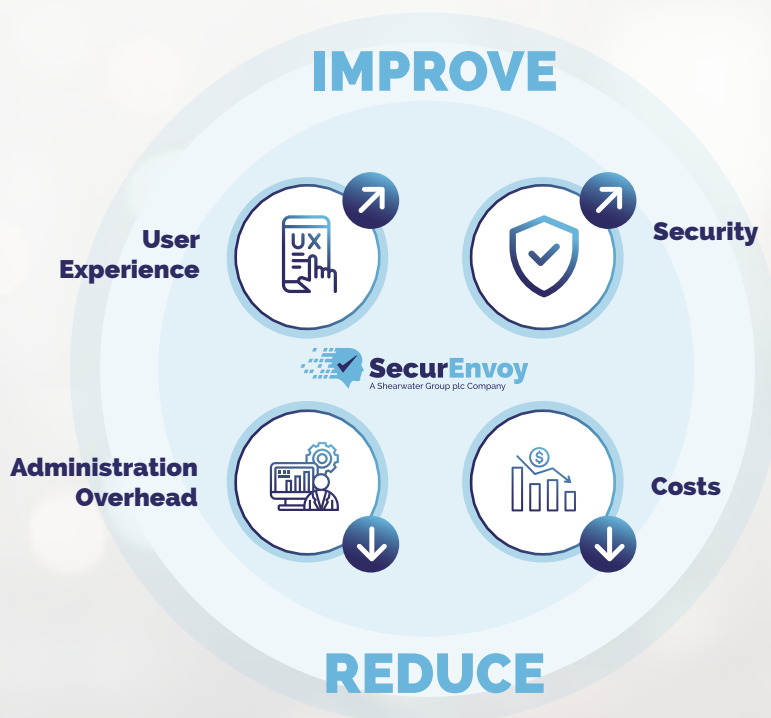 IMPROVE
User
Experience
UX
Security
SecurEnvoy
A Shearwater Group plc Company
Administration
Overhead
$
Costs
REDUCE